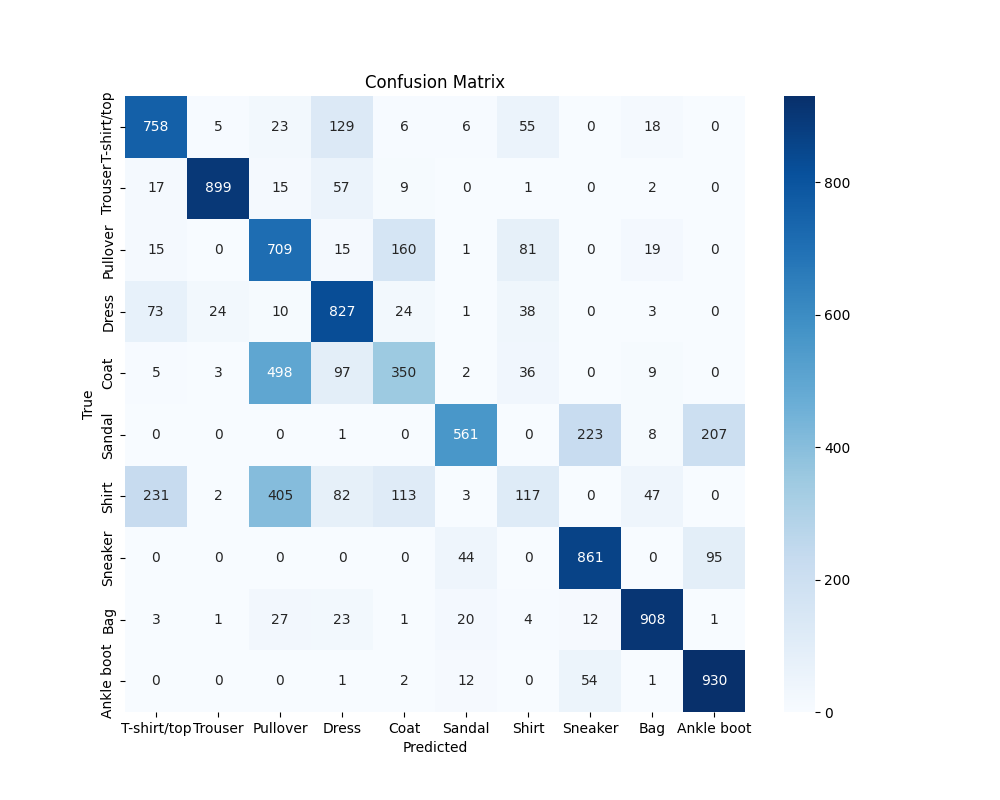 Confusion Matrix
T-shirt/top 758 5 23 129 6 6 55 0 18 0
Trouser 17 899 15 57 9 0 1 0 2 0
Pullover 15 0 709 15 160 1 81 0 19 0
Dress 73 24 10 827 24 1 38 0 3 0
Coat 5 3 498 97 350 2 36 0 9 0
Sandal 0 0 0 1 0 561 0 223 8 207
Shirt 231 2 405 82 113 3 117 0 47 0
Sneaker 0 0 0 0 0 44 0 861 0 95
Bag 3 1 27 23 1 20 4 12 908 1
Ankle boot 0 0 0 1 2 12 0 54 1 930
T-shirt/top Trouser Pullover Dress Coat Sandal Shirt Sneaker Bag Ankle boot
Predicted
True
800
600
400
200
0